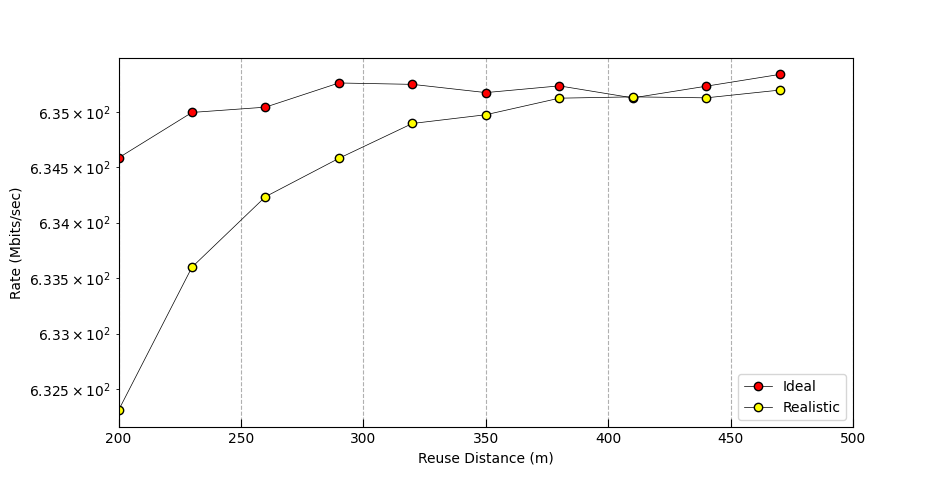 6.35 × 10²
6.345 × 10²
6.34 × 10²
6.335 × 10²
6.33 × 10²
6.325 × 10²
Rate (Mbits/sec)
200 250 300 350 400 450 500
Reuse Distance (m)
Ideal
Realistic